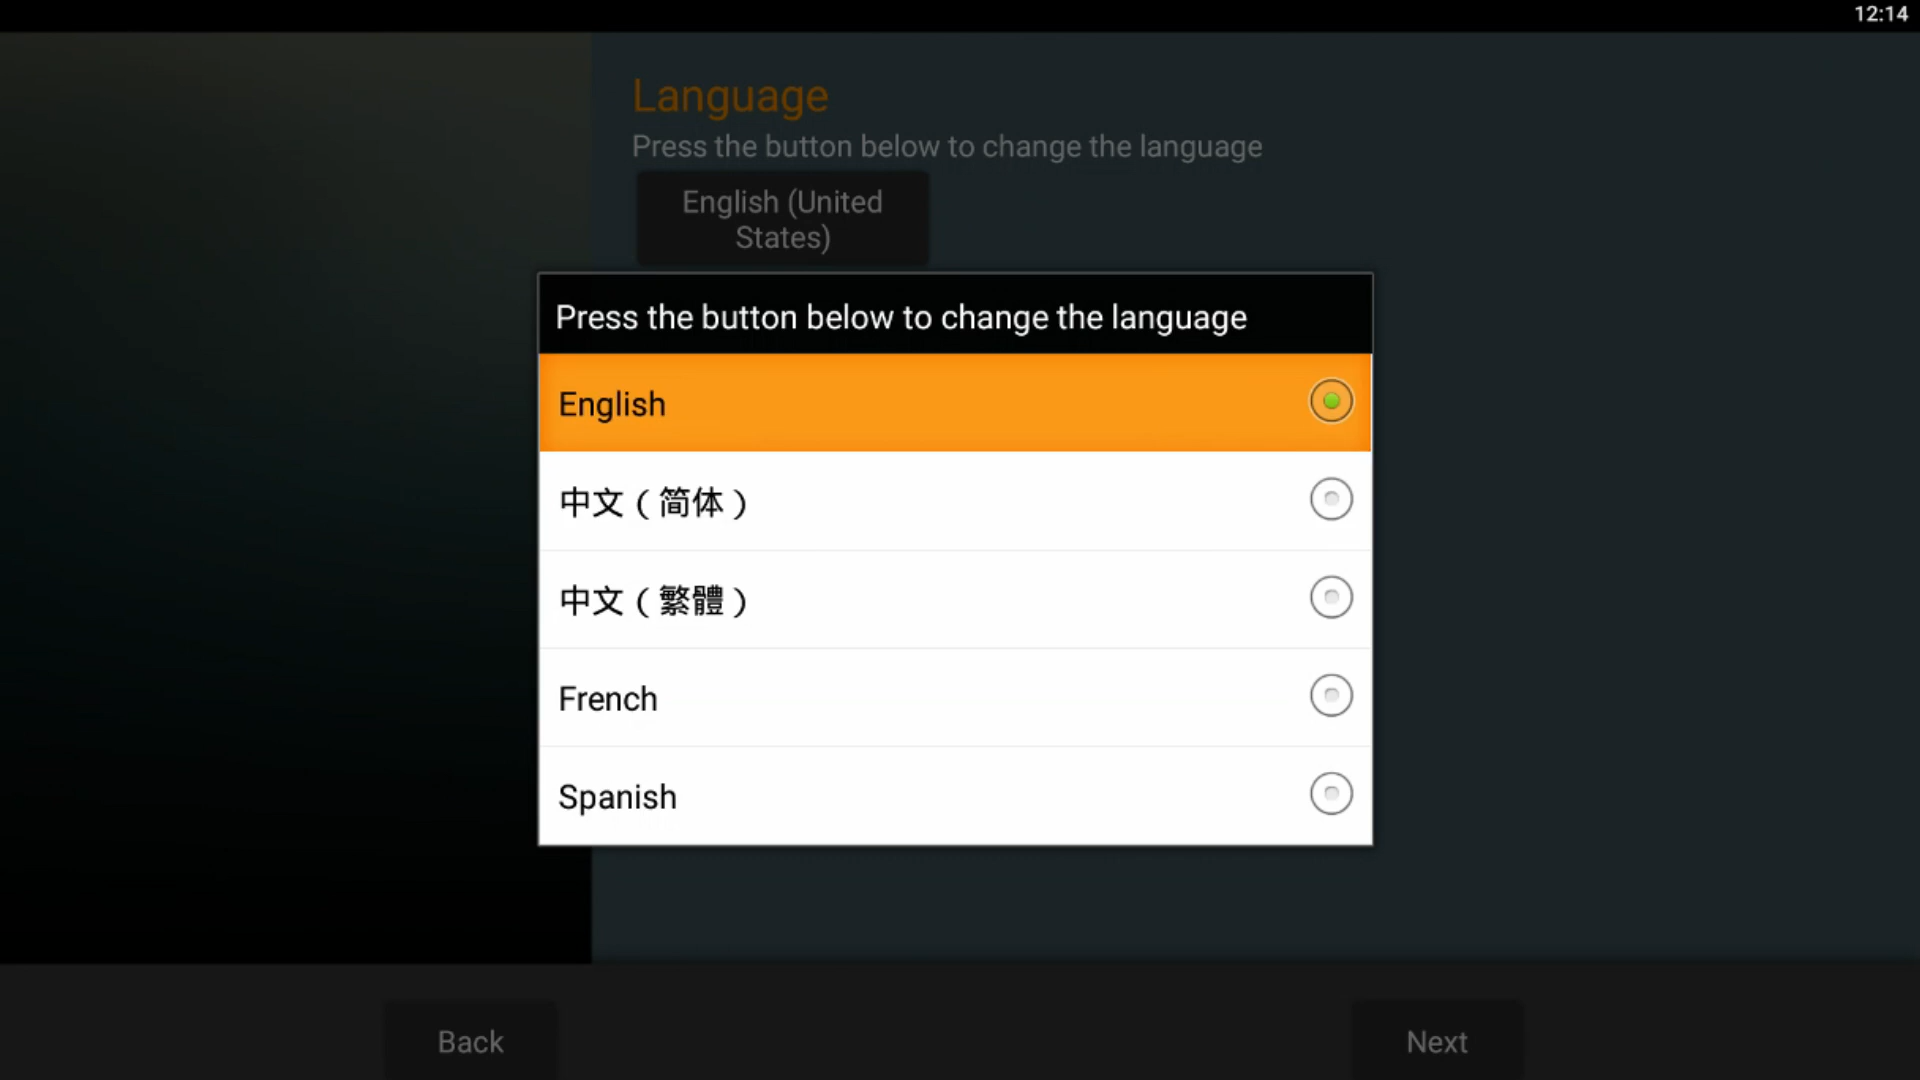 12:14
Language
Press the button below to change the language
English (United
States)
Press the button below to change the language
English
中文（简体）
中文（繁體）
French
Spanish
Back
Next